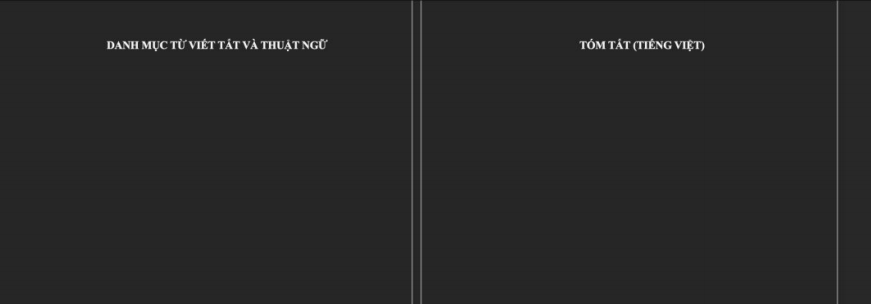 DANH MỤC TỪ VIẾT TẮT VÀ THUẬT NGỮ
TÓM TẮT (TIẾNG VIỆT)